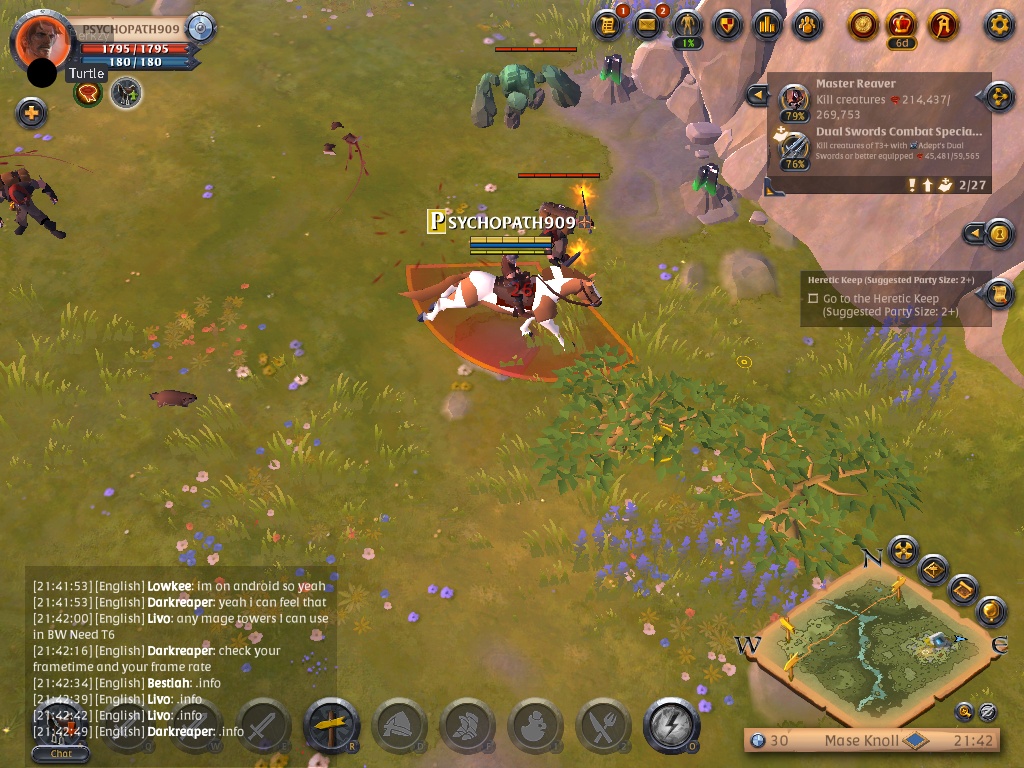 PSYCHOPATH909
1795 / 1795
180 / 180
Turtle
1
2
1%
6d
Master Reaver
Kill creatures 214,437/
269,753
79%
Dual Swords Combat Specia...
Kill creatures of T3+ with Adept's Dual
Swords or better equipped 45,481/59,565
76%
2/27
PSYCHOPATH909
Heretic Keep (Suggested Party Size: 2+)
Go to the Heretic Keep
(Suggested Party Size: 2+)
[21:41:53] [English] Lowkee: im on android so yeah
[21:41:53] [English] Darkreaper: yeah i can feel that
[21:42:00] [English] Livo: any mage towers I can use
in BW Need T6
[21:42:16] [English] Darkreaper: check your
frametime and your frame rate
[21:42:34] [English] Bestiah: .info
[21:42:39] [English] Livo: .info
[21:42:42] [English] Livo: .info
[21:42:49] [English] Darkreaper: .info
Chat
Q
W
E
R
D
F
O
N
W
E
30
Mase Knoll
21:42